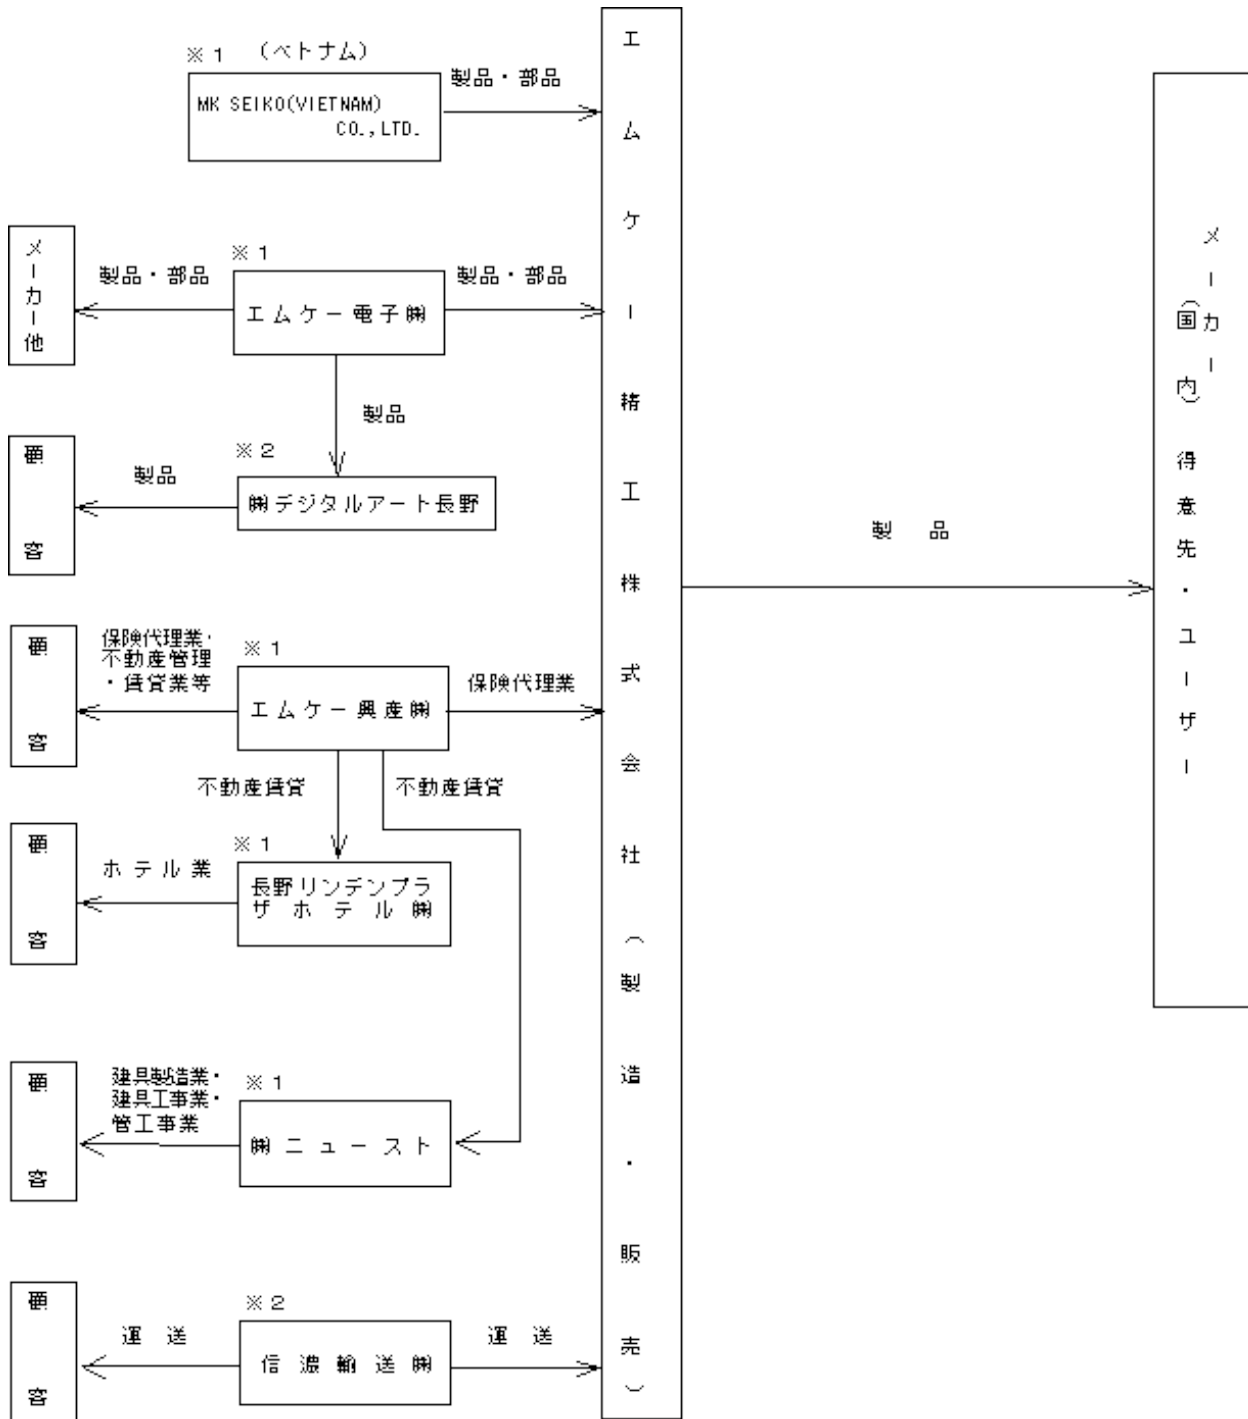 ※１ （ベトナム）
MK SEIKO(VIETNAM)
CO.,LTD.
製品・部品
エムケー精工株式会社（製造・販売）
メーカー他
製品・部品
※１
エムケー電子㈱
製品・部品
製品
顧客
製品
※２
㈱デジタルアート長野
顧客
保険代理業・
不動産管理
・賃貸業等
※１
エムケー興産㈱
保険代理業
不動産賃貸
不動産賃貸
顧客
ホテル業
※１
長野リンデンプラ
ザホテル㈱
顧客
建具製造業・
建具工事業・
管工事業
※１
㈱ニュースト
顧客
運送
※２
信濃輸送㈱
運送
製品
メーカー
（国内）得意先・ユーザー